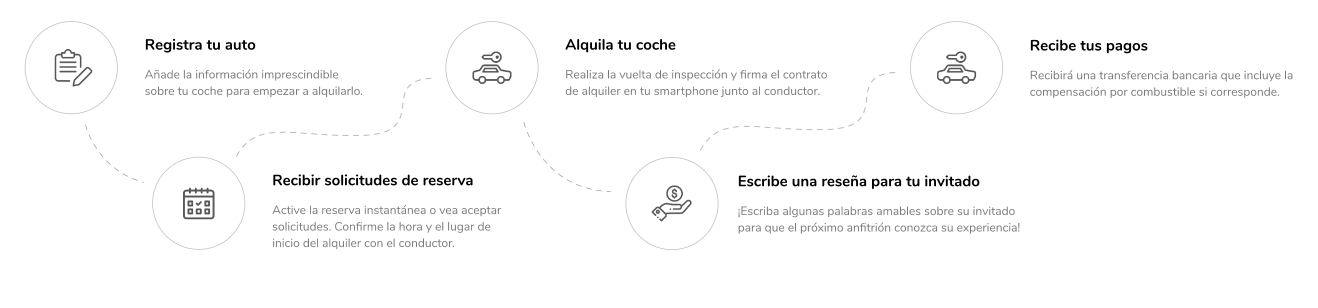 Registra tu auto
Añade la información imprescindible
sobre tu coche para empezar a alquilarlo.
Recibir solicitudes de reserva
Active la reserva instantánea o vea aceptar
solicitudes. Confirme la hora y el lugar de
inicio del alquiler con el conductor.
Alquila tu coche
Realiza la vuelta de inspección y firma el contrato
de alquiler en tu smartphone junto al conductor.
$
Escribe una reseña para tu invitado
¡Escriba algunas palabras amables sobre su invitado
para que el próximo anfitrión conozca su experiencia!
Recibe tus pagos
Recibirá una transferencia bancaria que incluye la
compensación por combustible si corresponde.